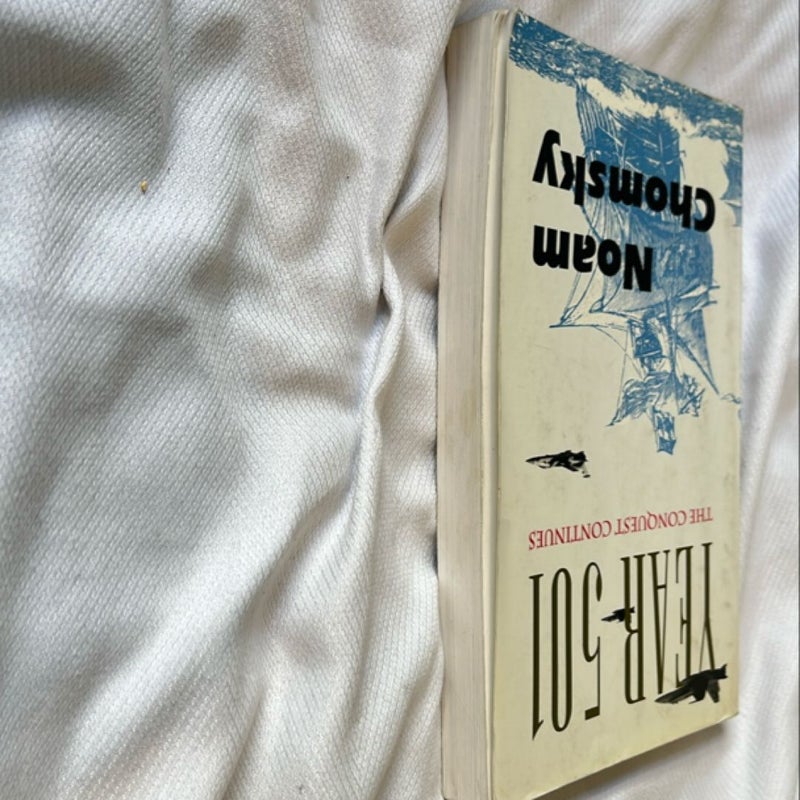 YEAR 501
THE CONQUEST CONTINUES
Noam
Chomsky